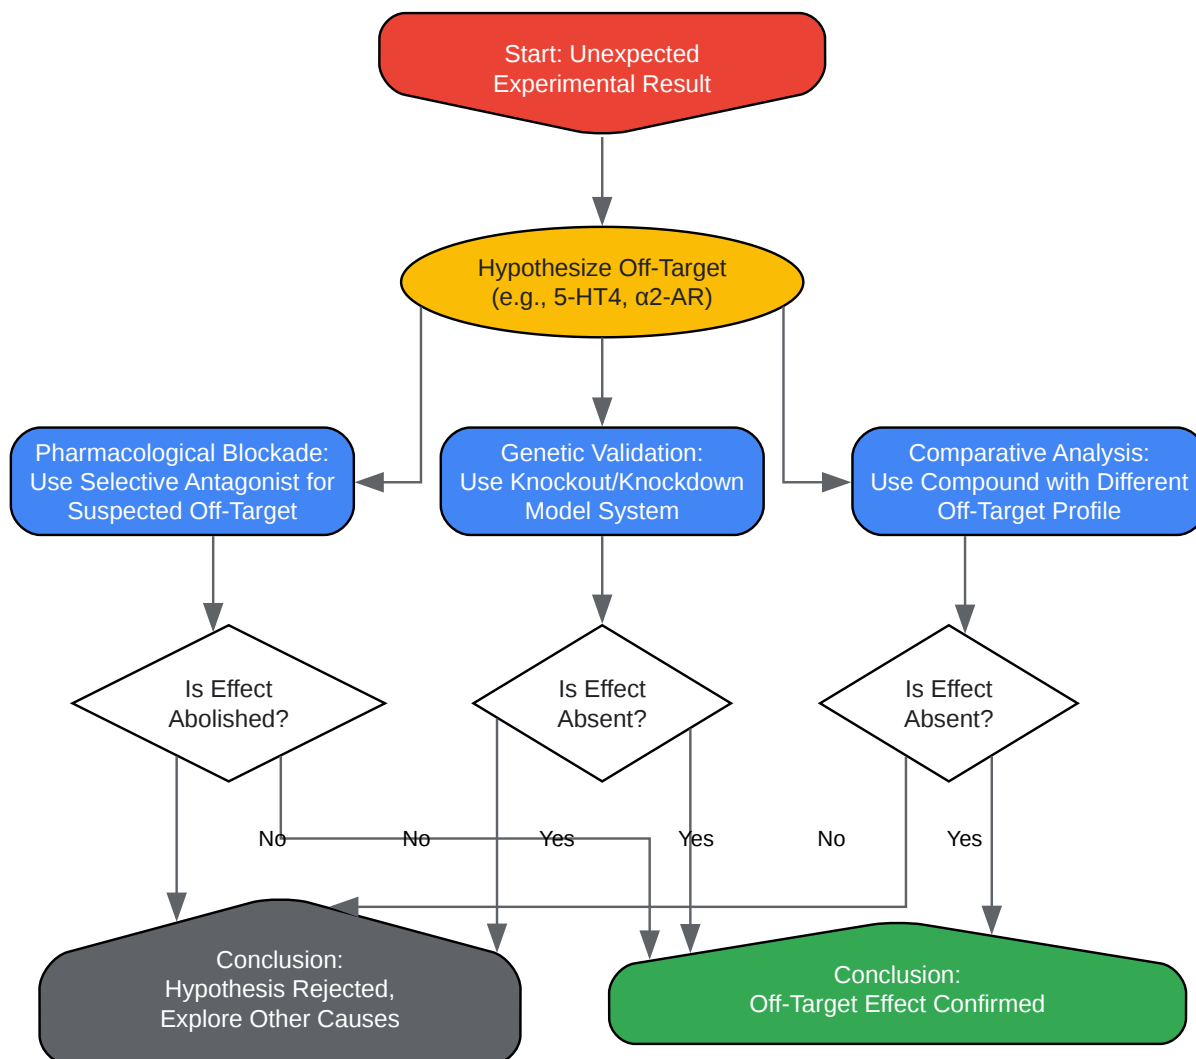 Start: Unexpected
Experimental Result
Hypothesize Off-Target
(e.g., 5-HT4, α2-AR)
Pharmacological Blockade:
Use Selective Antagonist for
Suspected Off-Target
Genetic Validation:
Use Knockout/Knockdown
Model System
Comparative Analysis:
Use Compound with Different
Off-Target Profile
Is Effect
Abolished?
Is Effect
Absent?
Is Effect
Absent?
No
No
Yes
Yes
No
Yes
Conclusion:
Hypothesis Rejected,
Explore Other Causes
Conclusion:
Off-Target Effect Confirmed